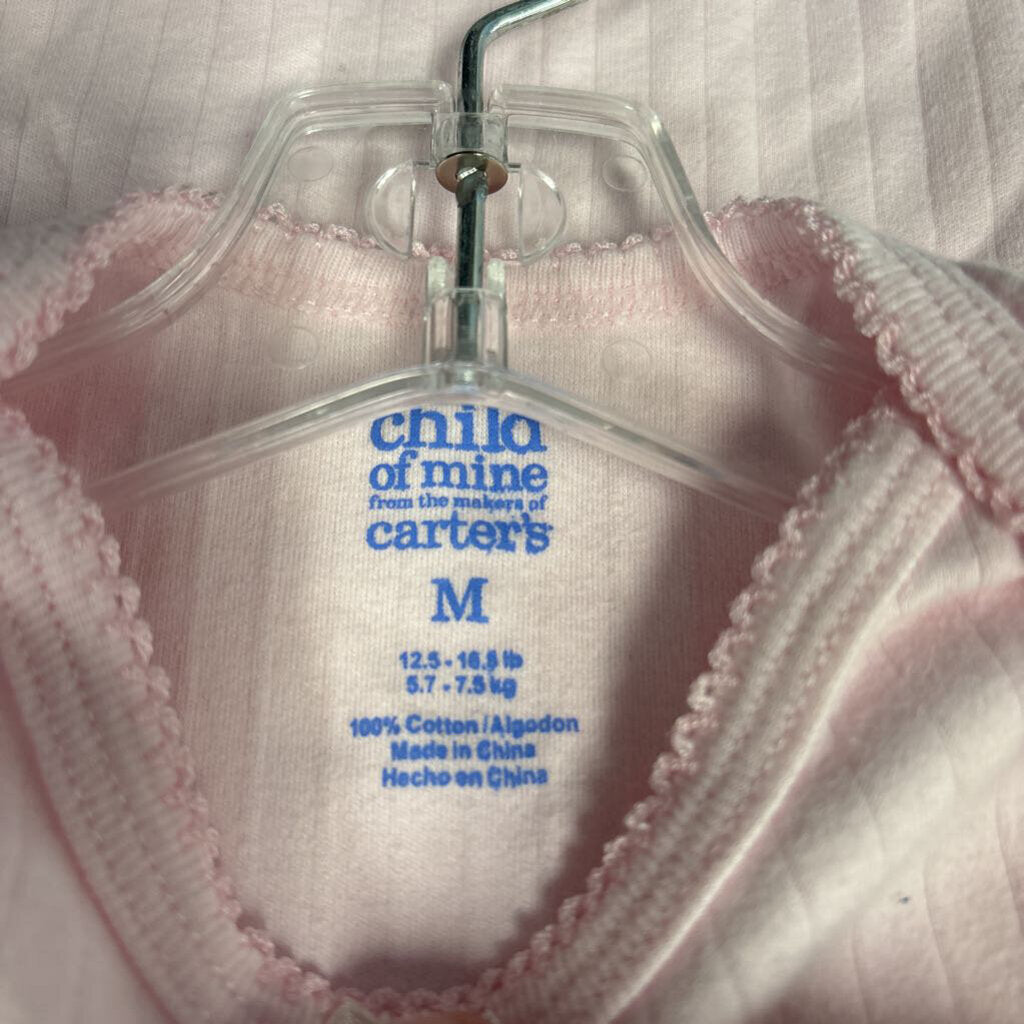 child
of mine
from the makers of
carter's
M
12.5 - 16.5 lb
5.7 - 7.5 kg
100% Cotton / Algodon
Made in China
Hecho en China